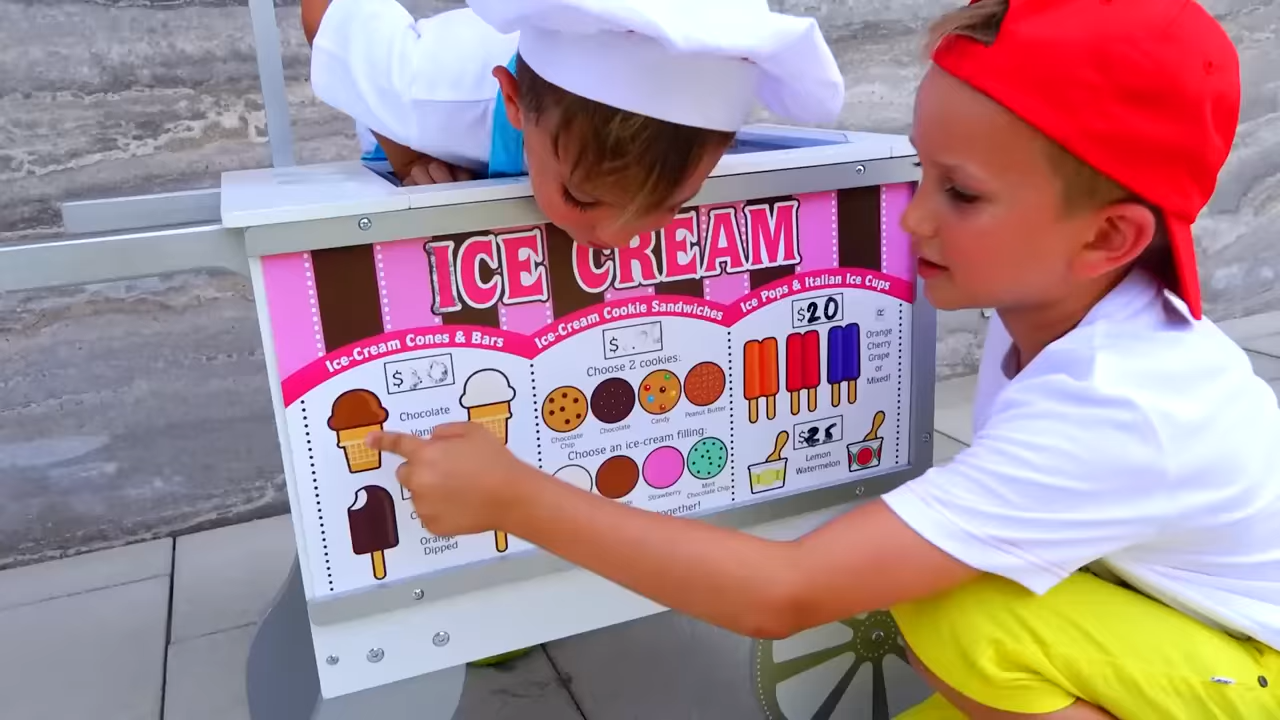 ICE CREAM
Ice-Cream Cones & Bars
Chocolate
Orange
Dipped
Ice-Cream Cookie Sandwiches
$
Choose 2 cookies:
Chocolate
Chip
Chocolate
Candy
Peanut Butter
Choose an ice-cream filling:
Strawberry
Mint
Chocolate Chip
together!
Ice Pops & Italian Ice Cups
$20
Orange
Cherry
Grape
or
Mixed!
$25
Lemon
Watermelon